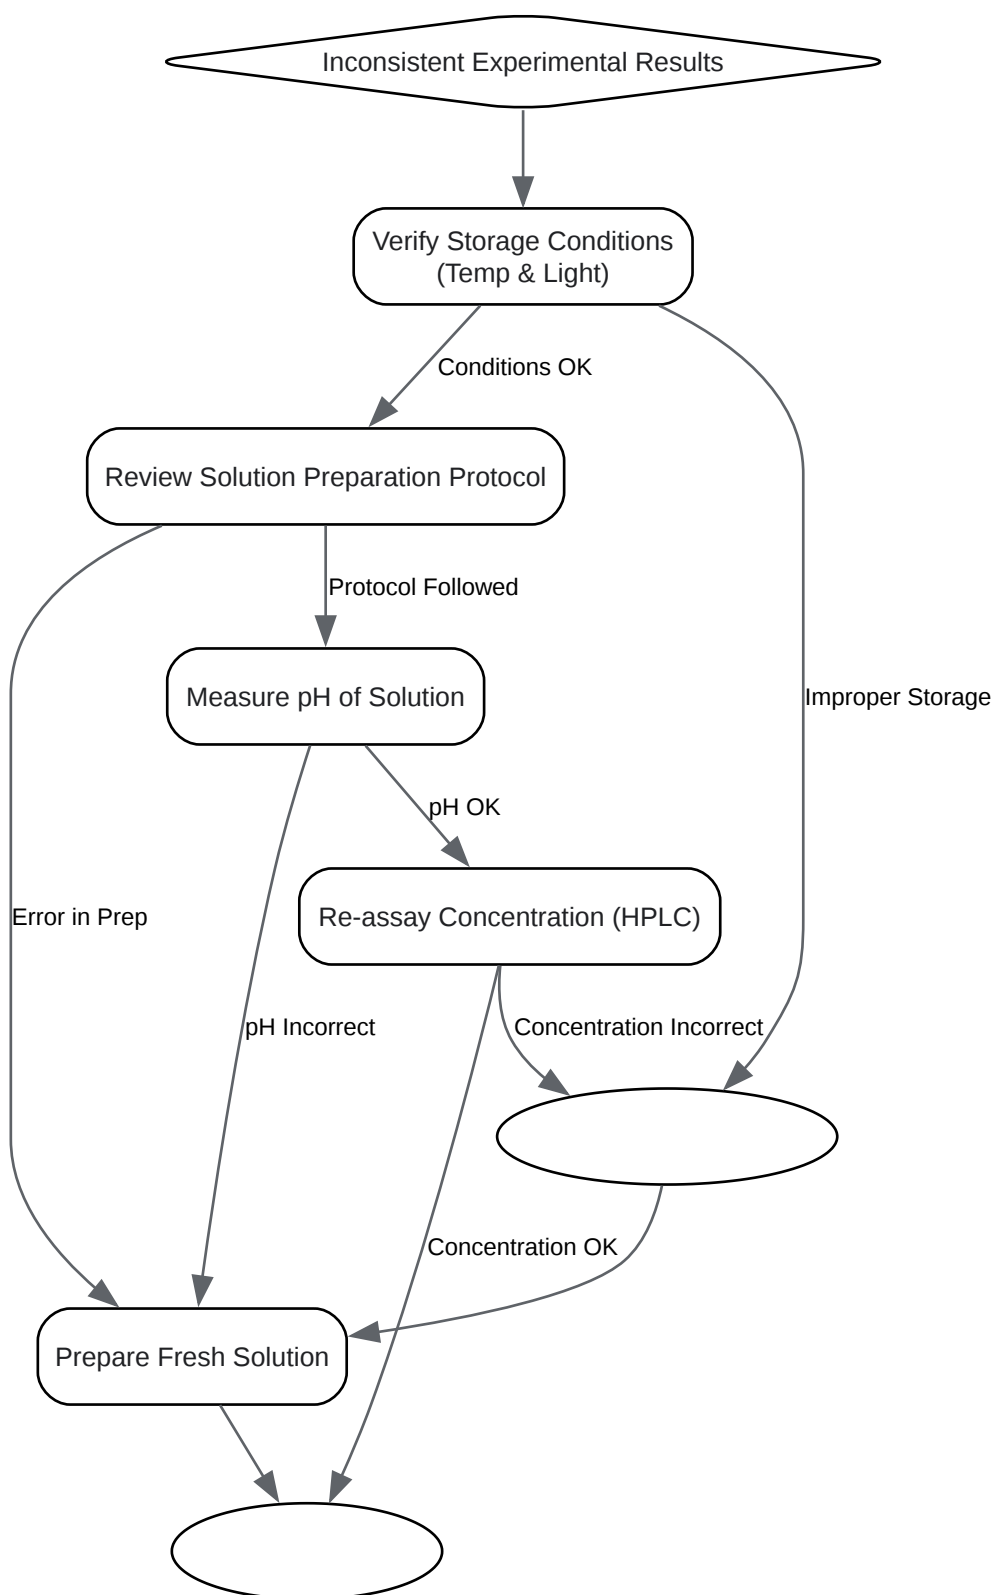 Inconsistent Experimental Results
Verify Storage Conditions
(Temp & Light)
Conditions OK
Review Solution Preparation Protocol
Protocol Followed
Measure pH of Solution
Improper Storage
pH OK
Error in Prep
Re-assay Concentration (HPLC)
pH Incorrect
Concentration Incorrect
Concentration OK
Prepare Fresh Solution